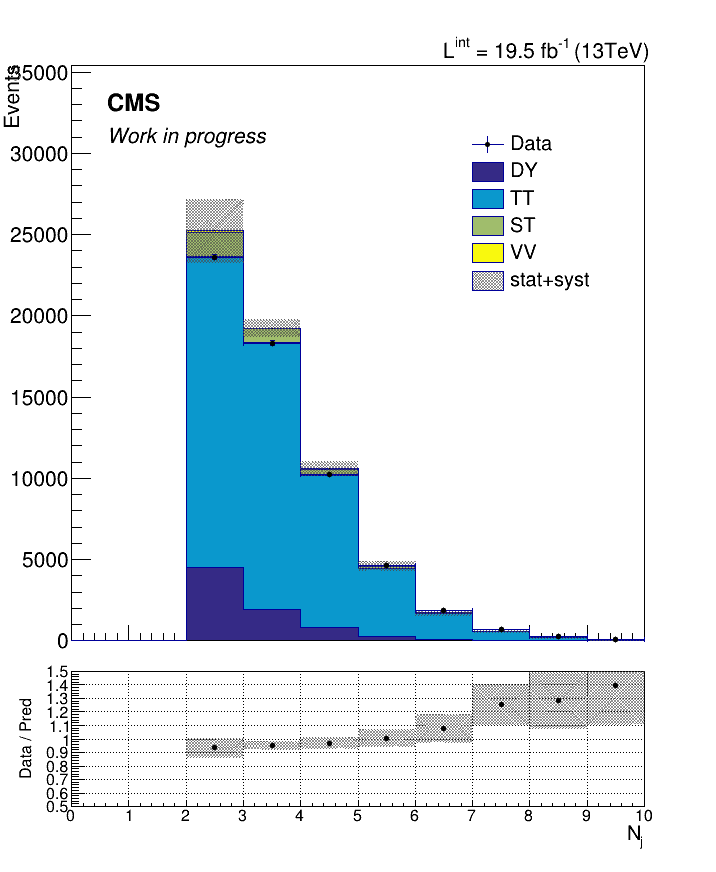 L^int = 19.5 fb^-1 (13TeV)
Events
35000
30000
25000
20000
15000
10000
5000
0
CMS
Work in progress
Data
DY
TT
ST
VV
stat+syst
Data / Pred
1.5
1.4
1.3
1.2
1.1
1
0.9
0.8
0.7
0.6
0.5
0 1 2 3 4 5 6 7 8 9 10
N_j